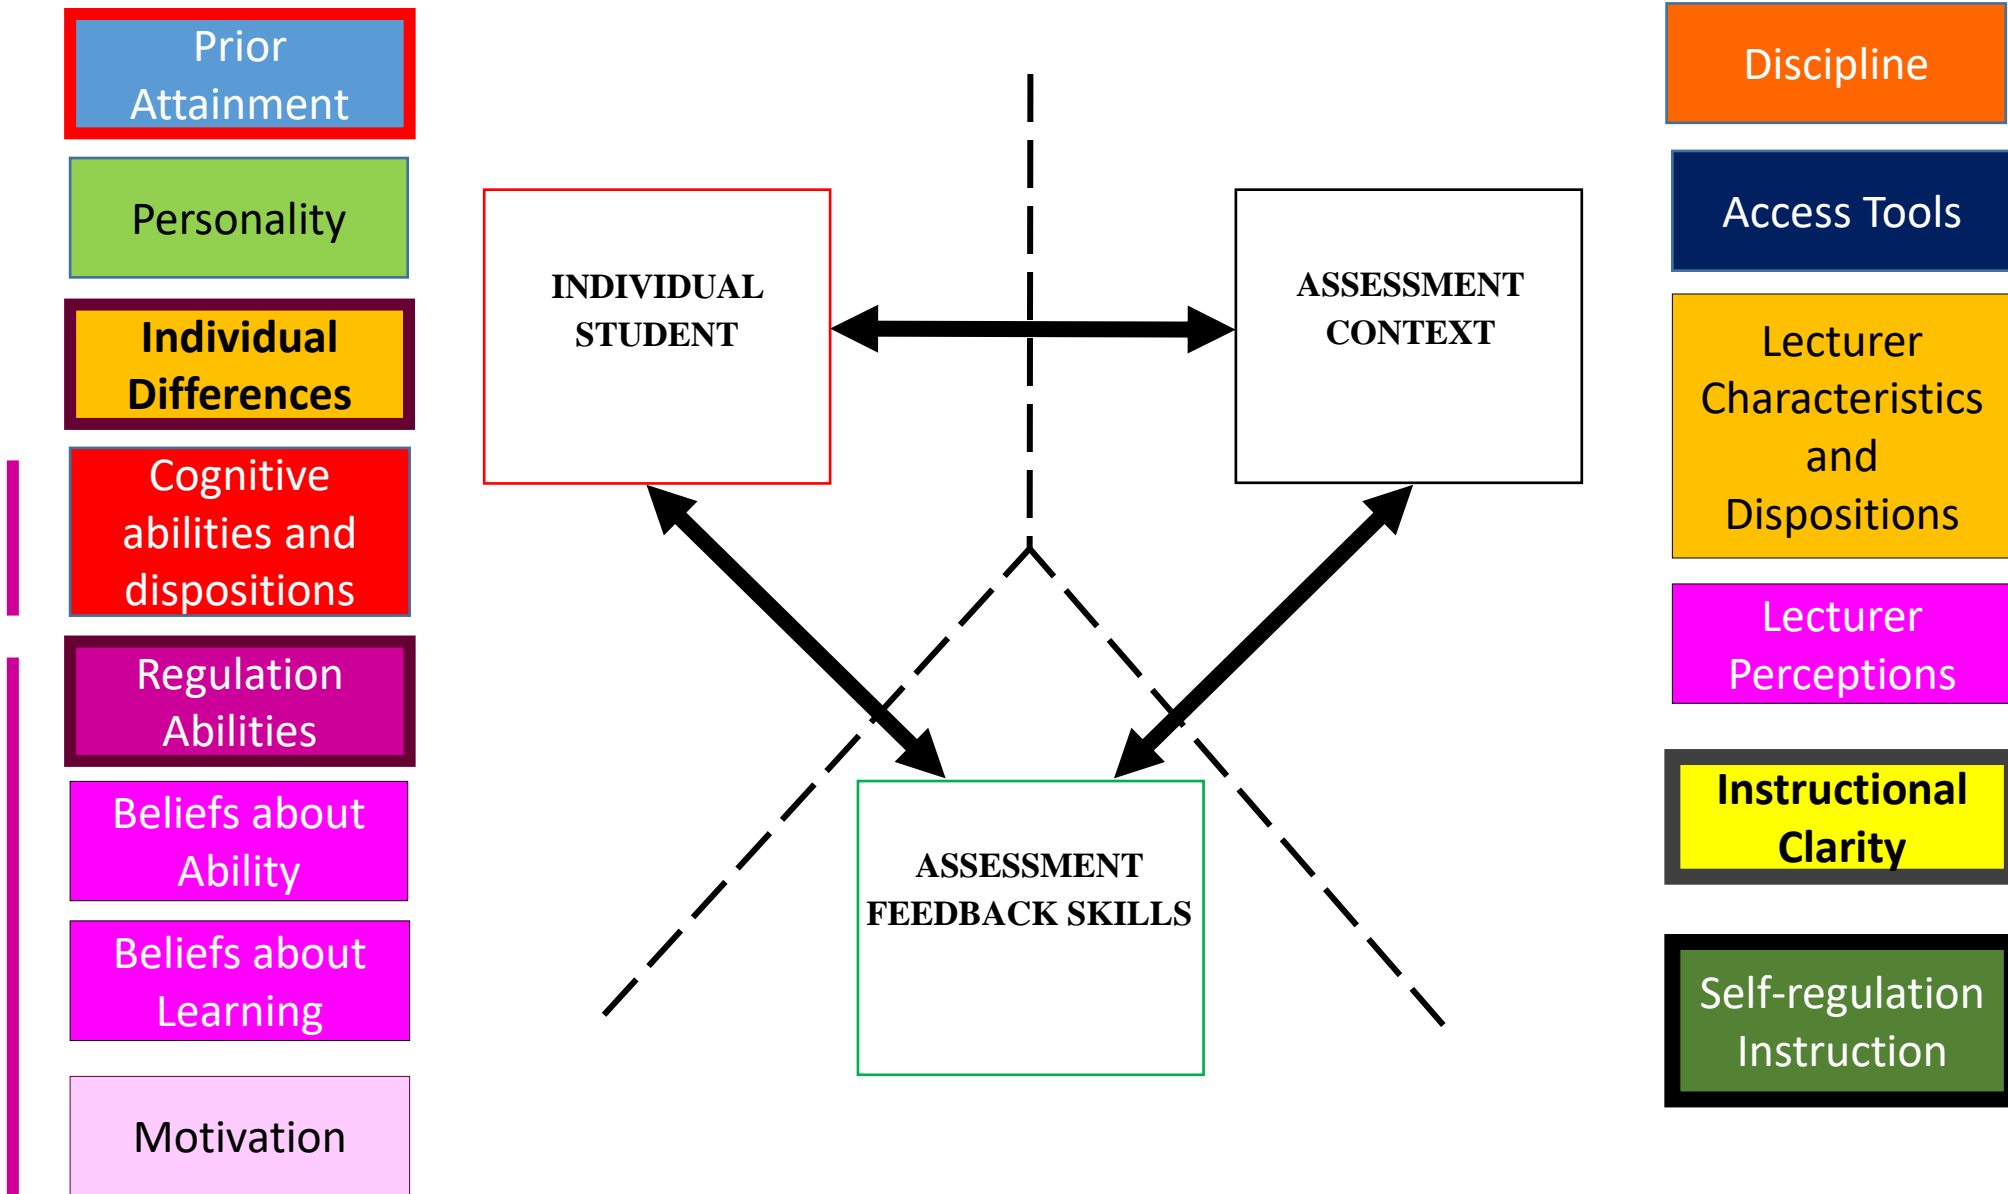 Prior
Attainment
Personality
Individual
Differences
Cognitive
abilities and
dispositions
Regulation
Abilities
Beliefs about
Ability
Beliefs about
Learning
Motivation
INDIVIDUAL
STUDENT
ASSESSMENT
CONTEXT
ASSESSMENT
FEEDBACK SKILLS
Discipline
Access Tools
Lecturer
Characteristics
and
Dispositions
Lecturer
Perceptions
Instructional
Clarity
Self-regulation
Instruction